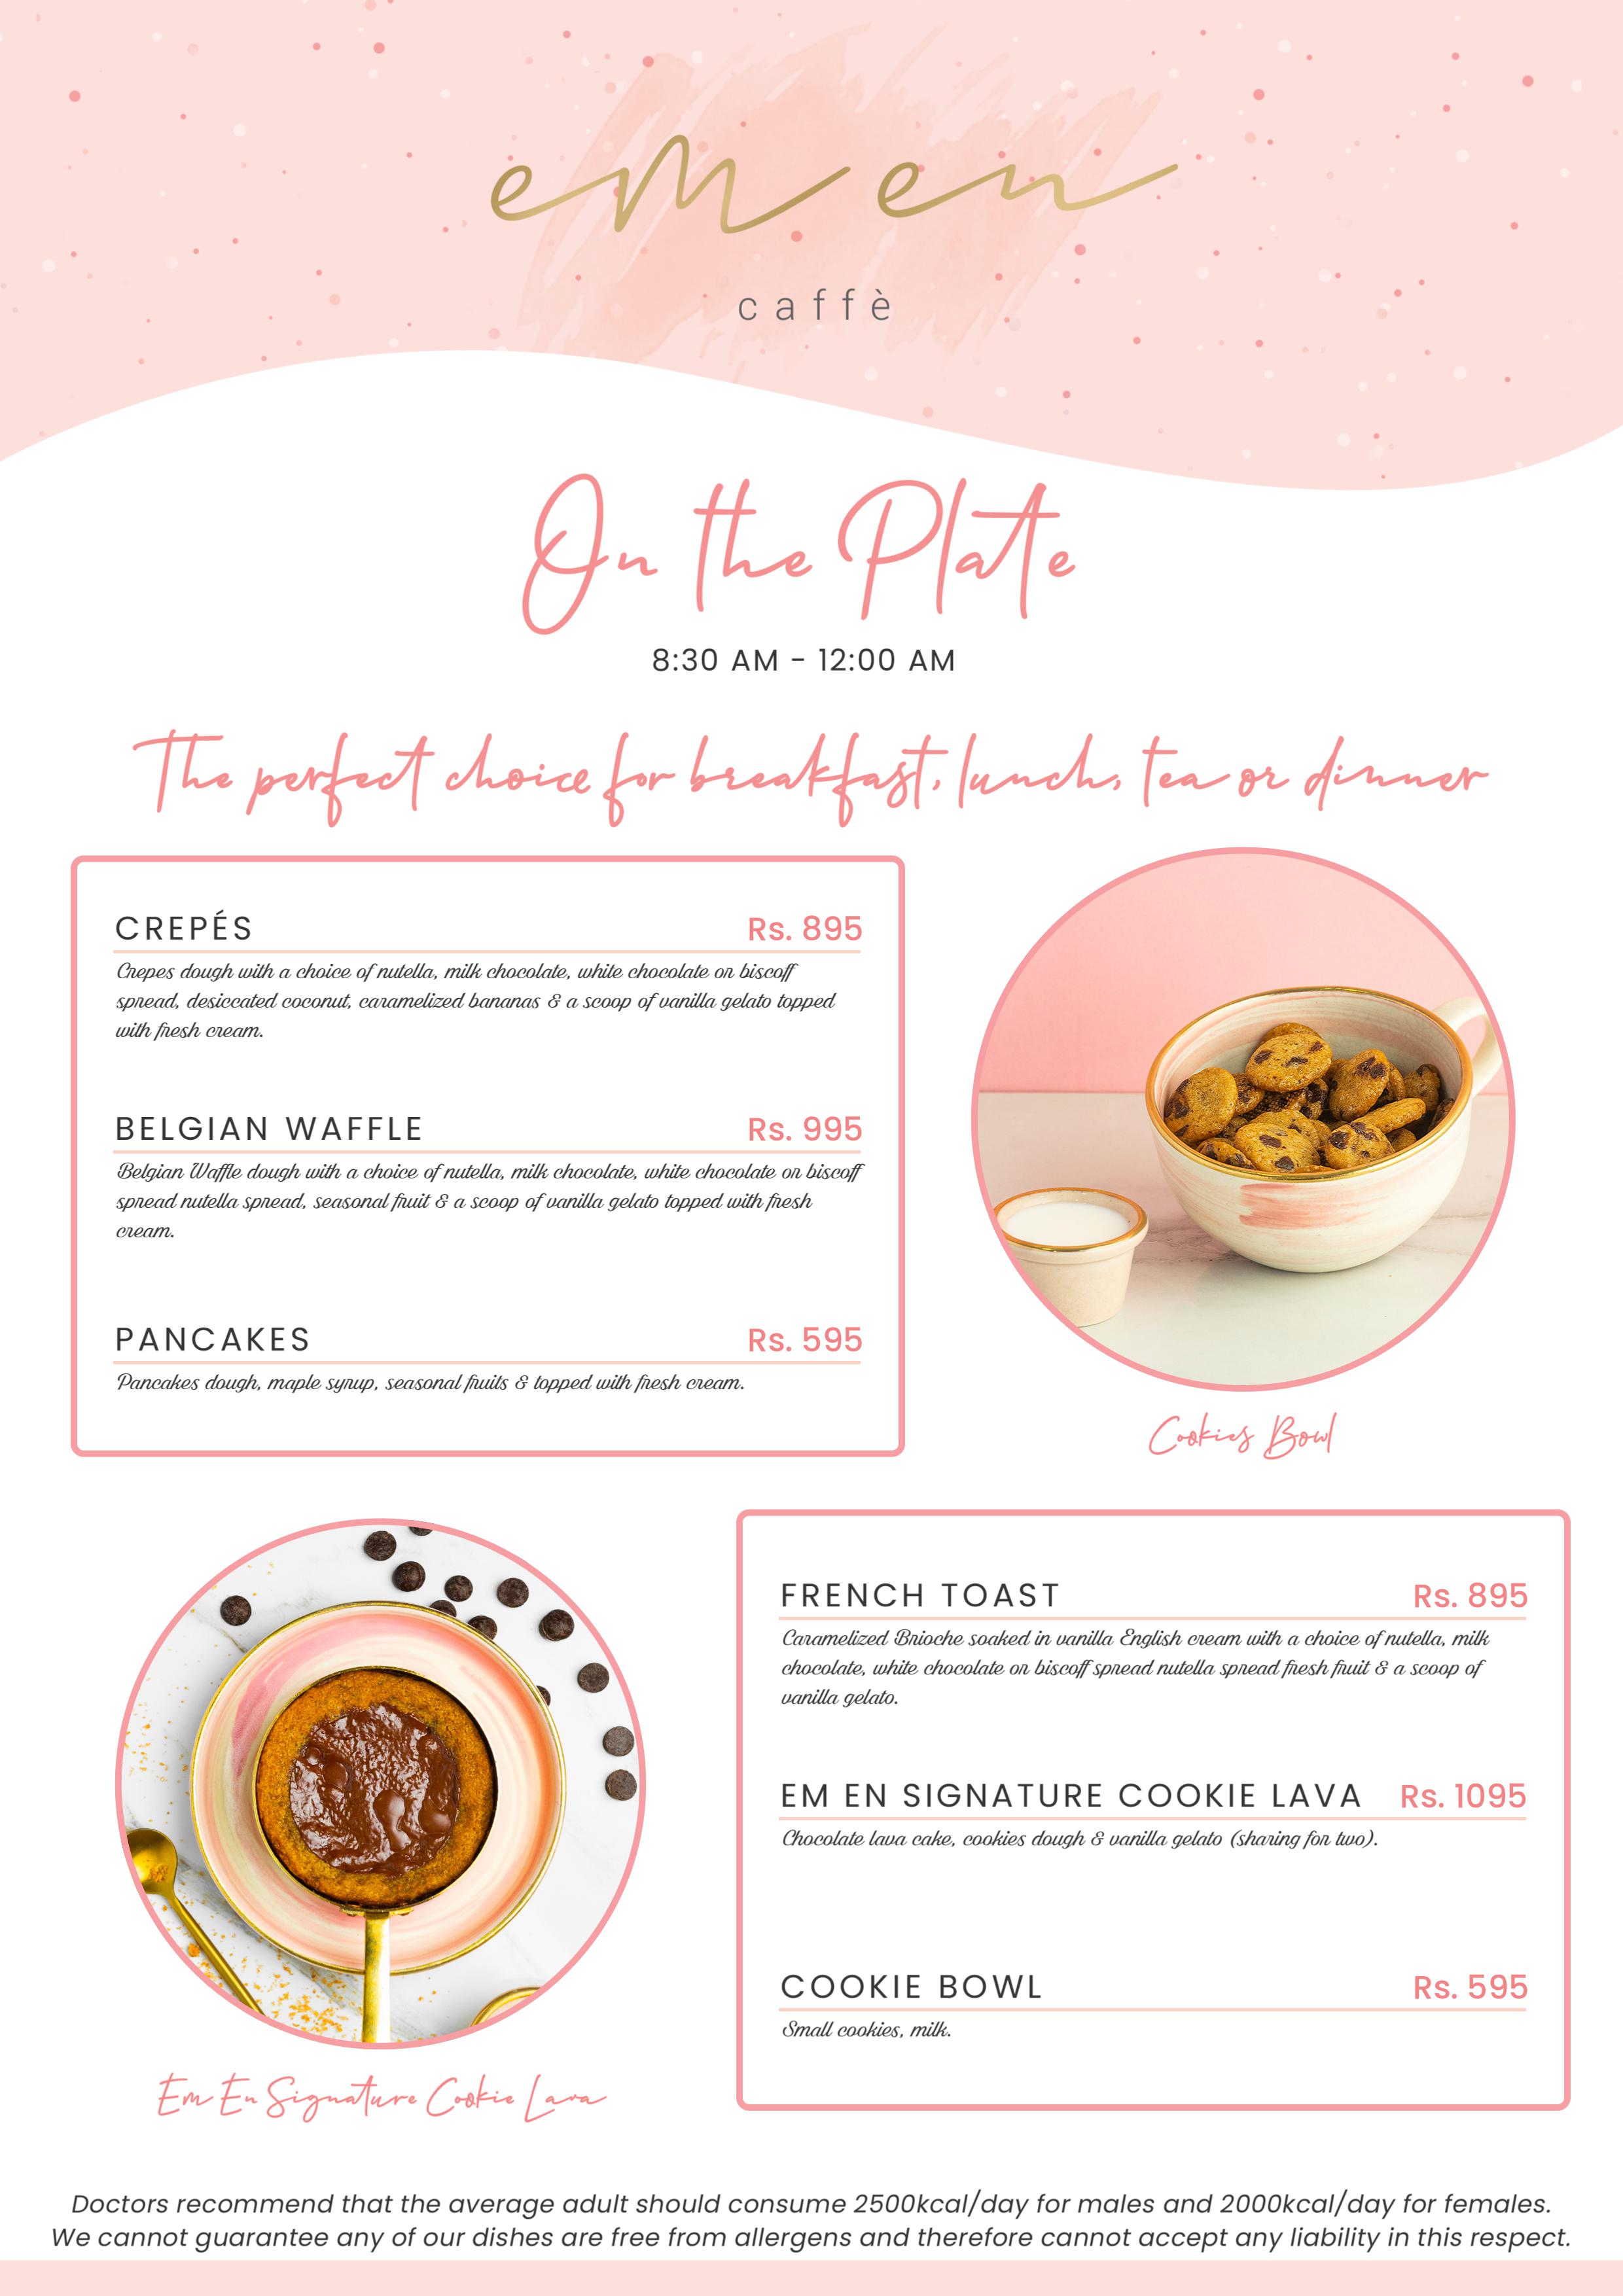 em en
caffè
On the Plate
8:30 AM - 12:00 AM
The perfect choice for breakfast, lunch, tea or dinner
CREPÉS Rs. 895
Crepes dough with a choice of nutella, milk chocolate, white chocolate or biscoff
spread, desiccated coconut, caramelized bananas & a scoop of vanilla gelato topped
with fresh cream.
BELGIAN WAFFLE Rs. 995
Belgian Waffle dough with a choice of nutella, milk chocolate, white chocolate or biscoff
spread nutella spread, seasonal fruit & a scoop of vanilla gelato topped with fresh
cream.
PANCAKES Rs. 595
Pancakes dough, maple syrup, seasonal fruits & topped with fresh cream.
Cookies Bowl
FRENCH TOAST Rs. 895
Caramelized Brioche soaked in vanilla English cream with a choice of nutella, milk
chocolate, white chocolate or biscoff spread nutella spread fresh fruit & a scoop of
vanilla gelato.
EM EN SIGNATURE COOKIE LAVA Rs. 1095
Chocolate lava cake, cookies dough & vanilla gelato (sharing for two).
COOKIE BOWL Rs. 595
Small cookies, milk.
Em En Signature Cookie Lava
Doctors recommend that the average adult should consume 2500kcal/day for males and 2000kcal/day for females.
We cannot guarantee any of our dishes are free from allergens and therefore cannot accept any liability in this respect.